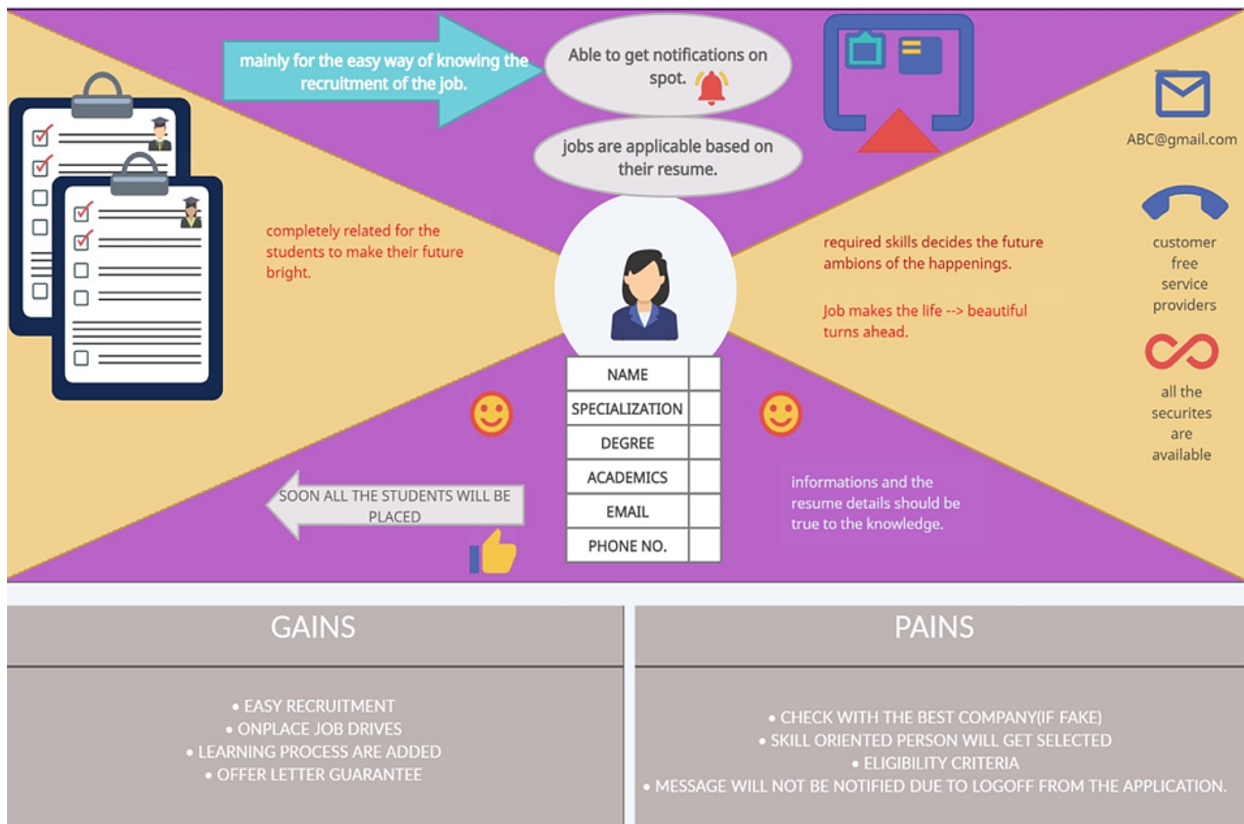 mainly for the easy way of knowing the
recruitment of the job.
Able to get notifications on
spot.
jobs are applicable based on
their resume.
ABC@gmail.com
customer
free
service
providers
all the
securites
are
available
completely related for the
students to make their future
bright.
required skills decides the future
ambions of the happenings.
Job makes the life --> beautiful
turns ahead.
NAME
SPECIALIZATION
DEGREE
ACADEMICS
EMAIL
PHONE NO.
SOON ALL THE STUDENTS WILL BE
PLACED
informations and the
resume details should be
true to the knowledge.
GAINS
• EASY RECRUITMENT
• ONPLACE JOB DRIVES
• LEARNING PROCESS ARE ADDED
• OFFER LETTER GUARANTEE
PAINS
• CHECK WITH THE BEST COMPANY(IF FAKE)
• SKILL ORIENTED PERSON WILL GET SELECTED
• ELIGIBILITY CRITERIA
• MESSAGE WILL NOT BE NOTIFIED DUE TO LOGOFF FROM THE APPLICATION.